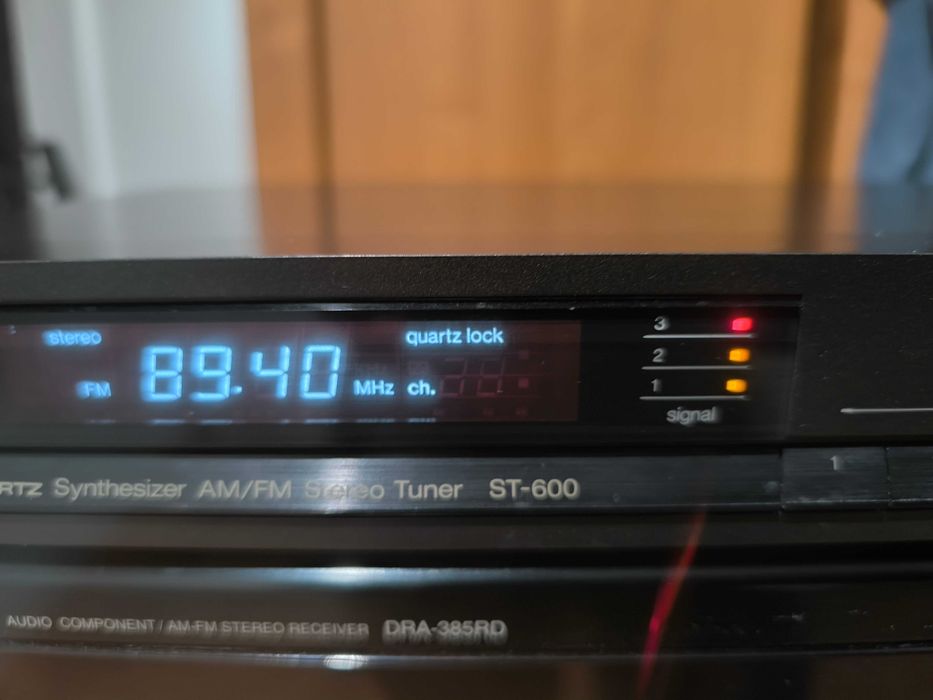 stereo
quartz lock
FM 89.40 MHz ch.
3
2
1
signal
RTZ Synthesizer AM/FM Stereo Tuner ST-600
1
AUDIO COMPONENT / AM-FM STEREO RECEIVER DRA-385RD